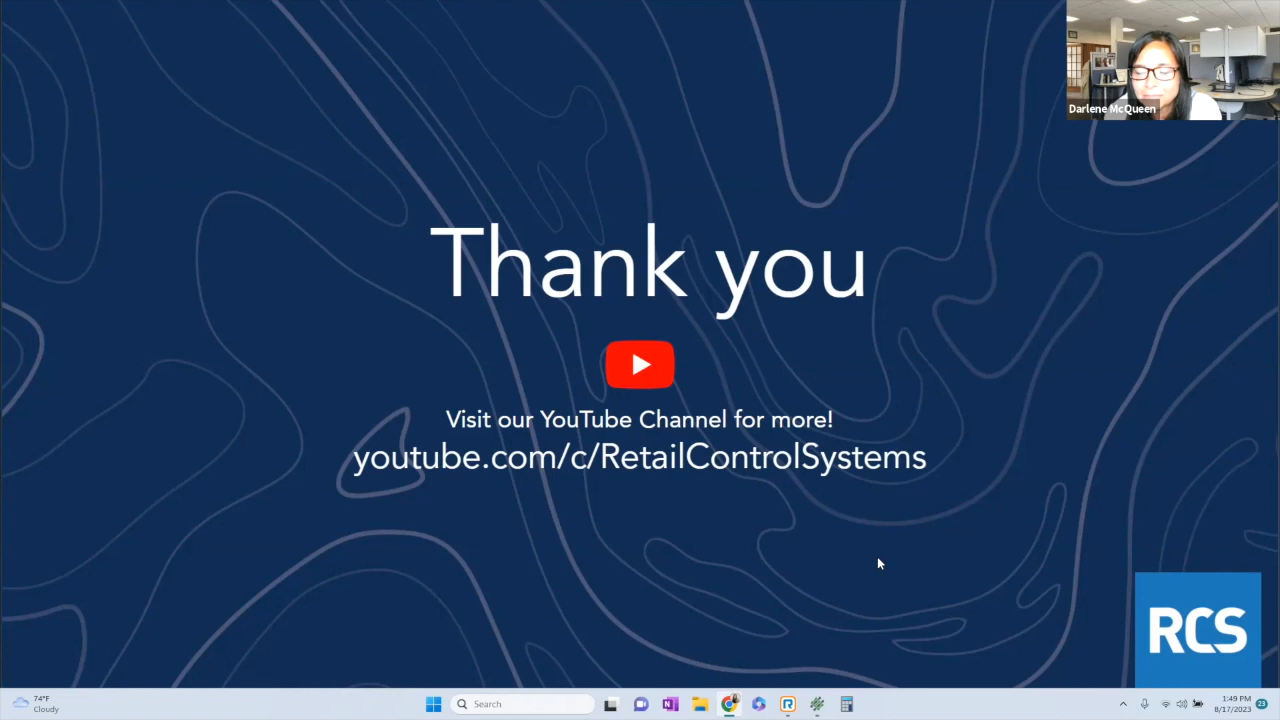 Darlene McQueen
Thank you
Visit our YouTube Channel for more!
youtube.com/c/RetailControlSystems
RCS
74°F
Cloudy
Search
1:49 PM
8/17/2023
23